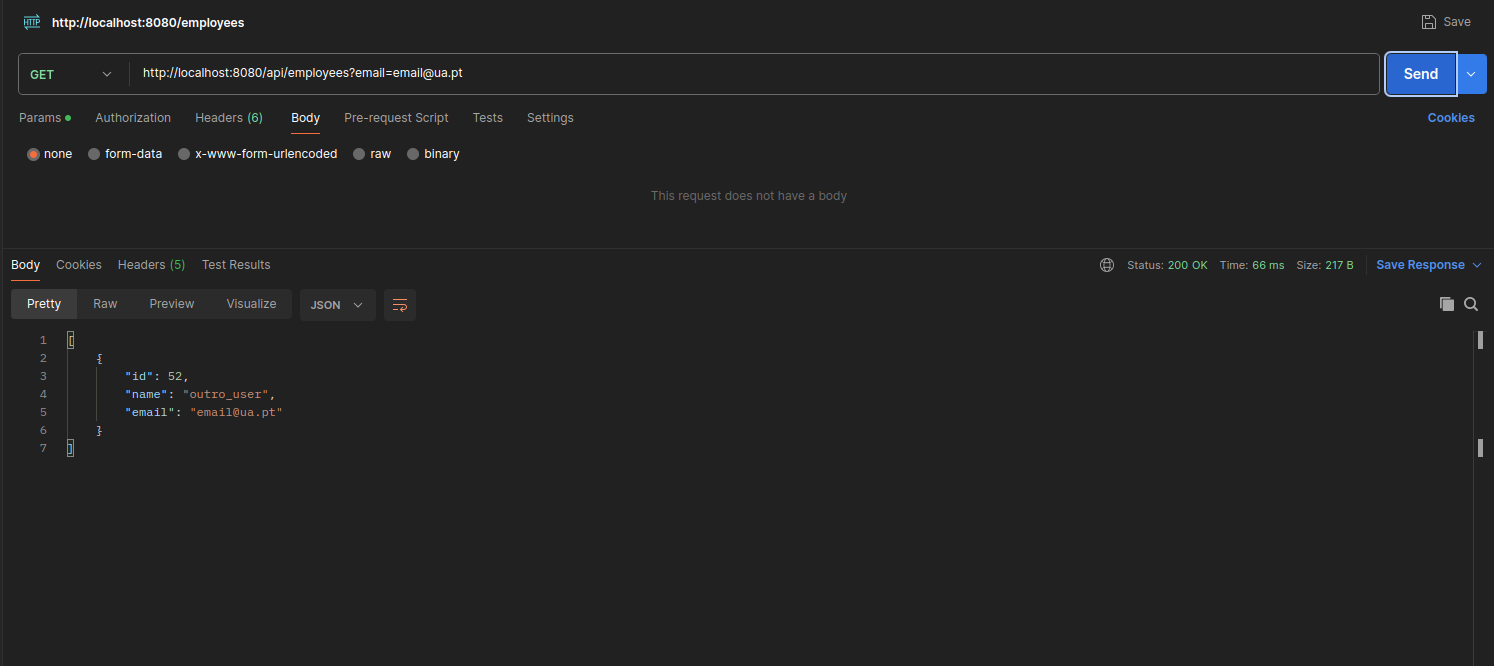 HTTP http://localhost:8080/employees Save
GET http://localhost:8080/api/employees?email=email@ua.pt Send
Params Authorization Headers (6) Body Pre-request Script Tests Settings Cookies
none form-data x-www-form-urlencoded raw binary
This request does not have a body
Body Cookies Headers (5) Test Results Status: 200 OK Time: 66 ms Size: 217 B Save Response
Pretty Raw Preview Visualize JSON
1 [
2 {
3 "id": 52,
4 "name": "outro_user",
5 "email": "email@ua.pt"
6 }
7 ]